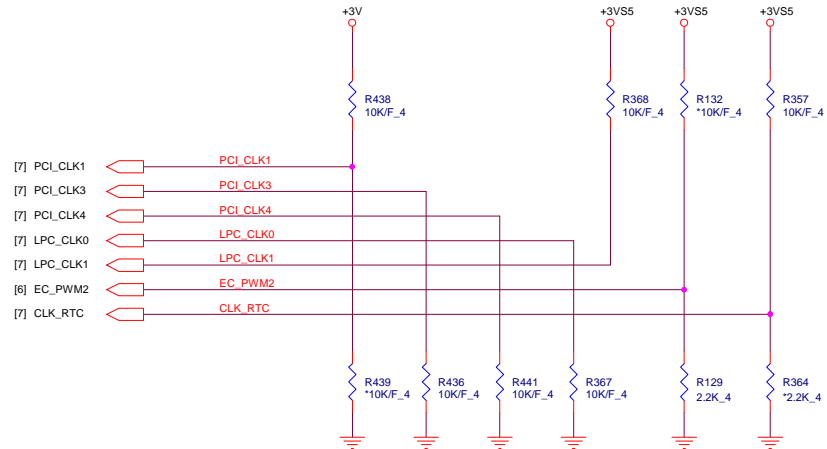 +3V
+3VS5
+3VS5
+3VS5
R438
10K/F_4
R368
10K/F_4
R132
*10K/F_4
R357
10K/F_4
[7] PCI_CLK1
PCI_CLK1
[7] PCI_CLK3
PCI_CLK3
[7] PCI_CLK4
PCI_CLK4
[7] LPC_CLK0
LPC_CLK0
[7] LPC_CLK1
LPC_CLK1
[6] EC_PWM2
EC_PWM2
[7] CLK_RTC
CLK_RTC
R439
*10K/F_4
R436
10K/F_4
R441
10K/F_4
R367
10K/F_4
R129
2.2K_4
R364
*2.2K_4